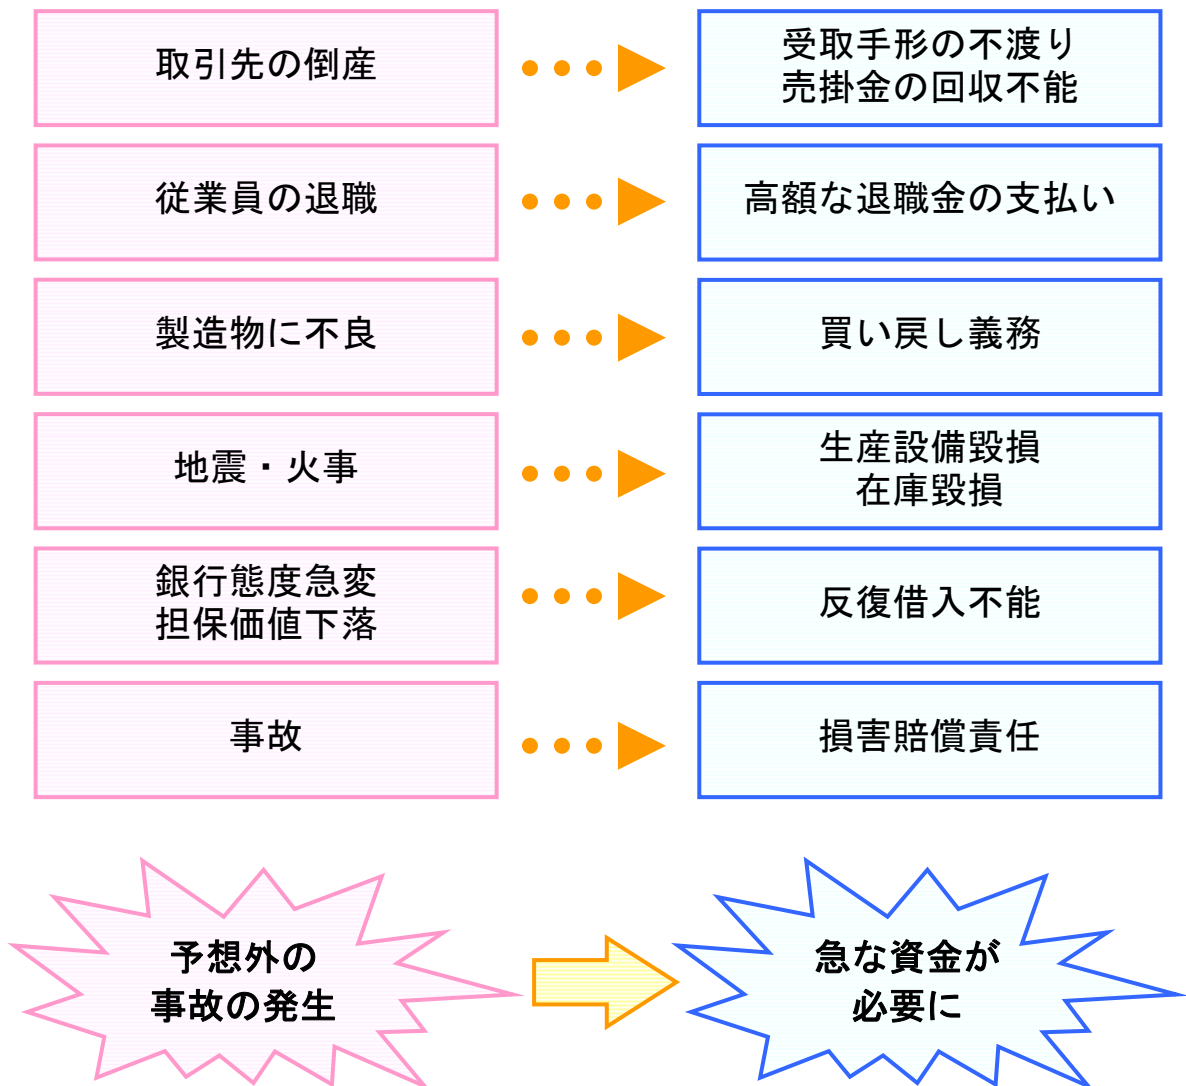 取引先の倒産
受取手形の不渡り
売掛金の回収不能
従業員の退職
高額な退職金の支払い
製造物に不良
買い戻し義務
地震・火事
生産設備毀損
在庫毀損
銀行態度急変
担保価値下落
反復借入不能
事故
損害賠償責任
予想外の
事故の発生
急な資金が
必要に